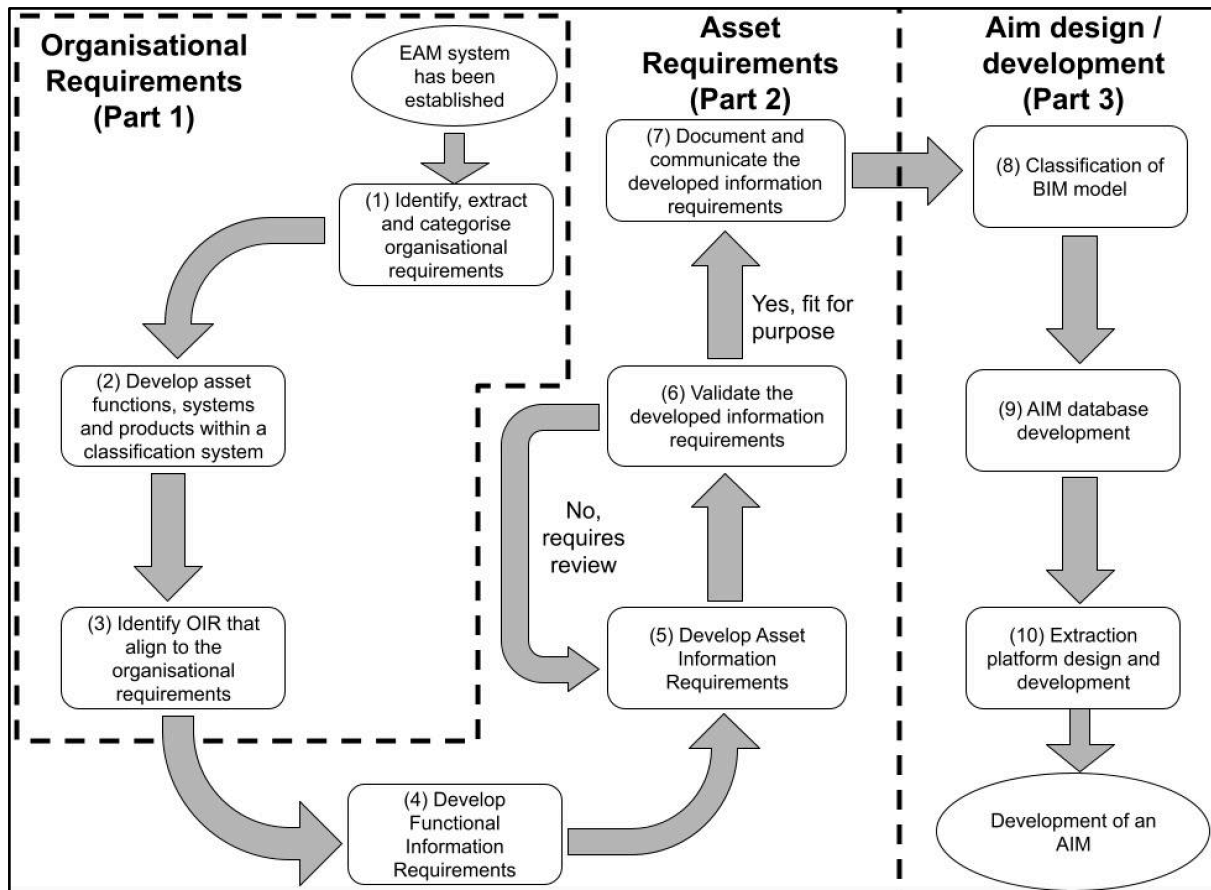 Organisational
Requirements
(Part 1)
EAM system
has been
established
(1) Identify, extract
and categorise
organisational
requirements
(2) Develop asset
functions, systems
and products within a
classification system
(3) Identify OIR that
align to the
organisational
requirements
(4) Develop
Functional
Information
Requirements
Asset
Requirements
(Part 2)
(5) Develop Asset
Information
Requirements
(6) Validate the
developed information
requirements
No,
requires
review
Yes, fit for
purpose
(7) Document and
communicate the
developed information
requirements
Aim design /
development
(Part 3)
(8) Classification of
BIM model
(9) AIM database
development
(10) Extraction
platform design and
development
Development of an
AIM